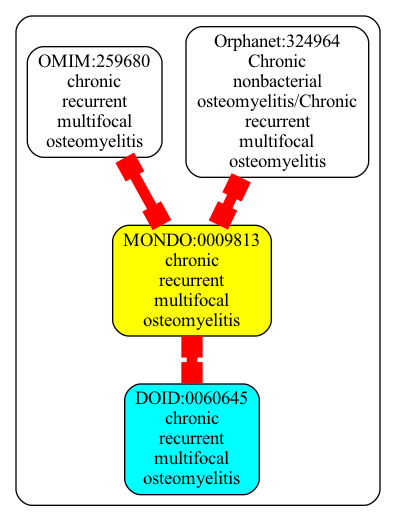 OMIM:259680
chronic
recurrent
multifocal
osteomyelitis
Orphanet:324964
Chronic
nonbacterial
osteomyelitis/Chronic
recurrent
multifocal
osteomyelitis
MONDO:0009813
chronic
recurrent
multifocal
osteomyelitis
DOID:0060645
chronic
recurrent
multifocal
osteomyelitis